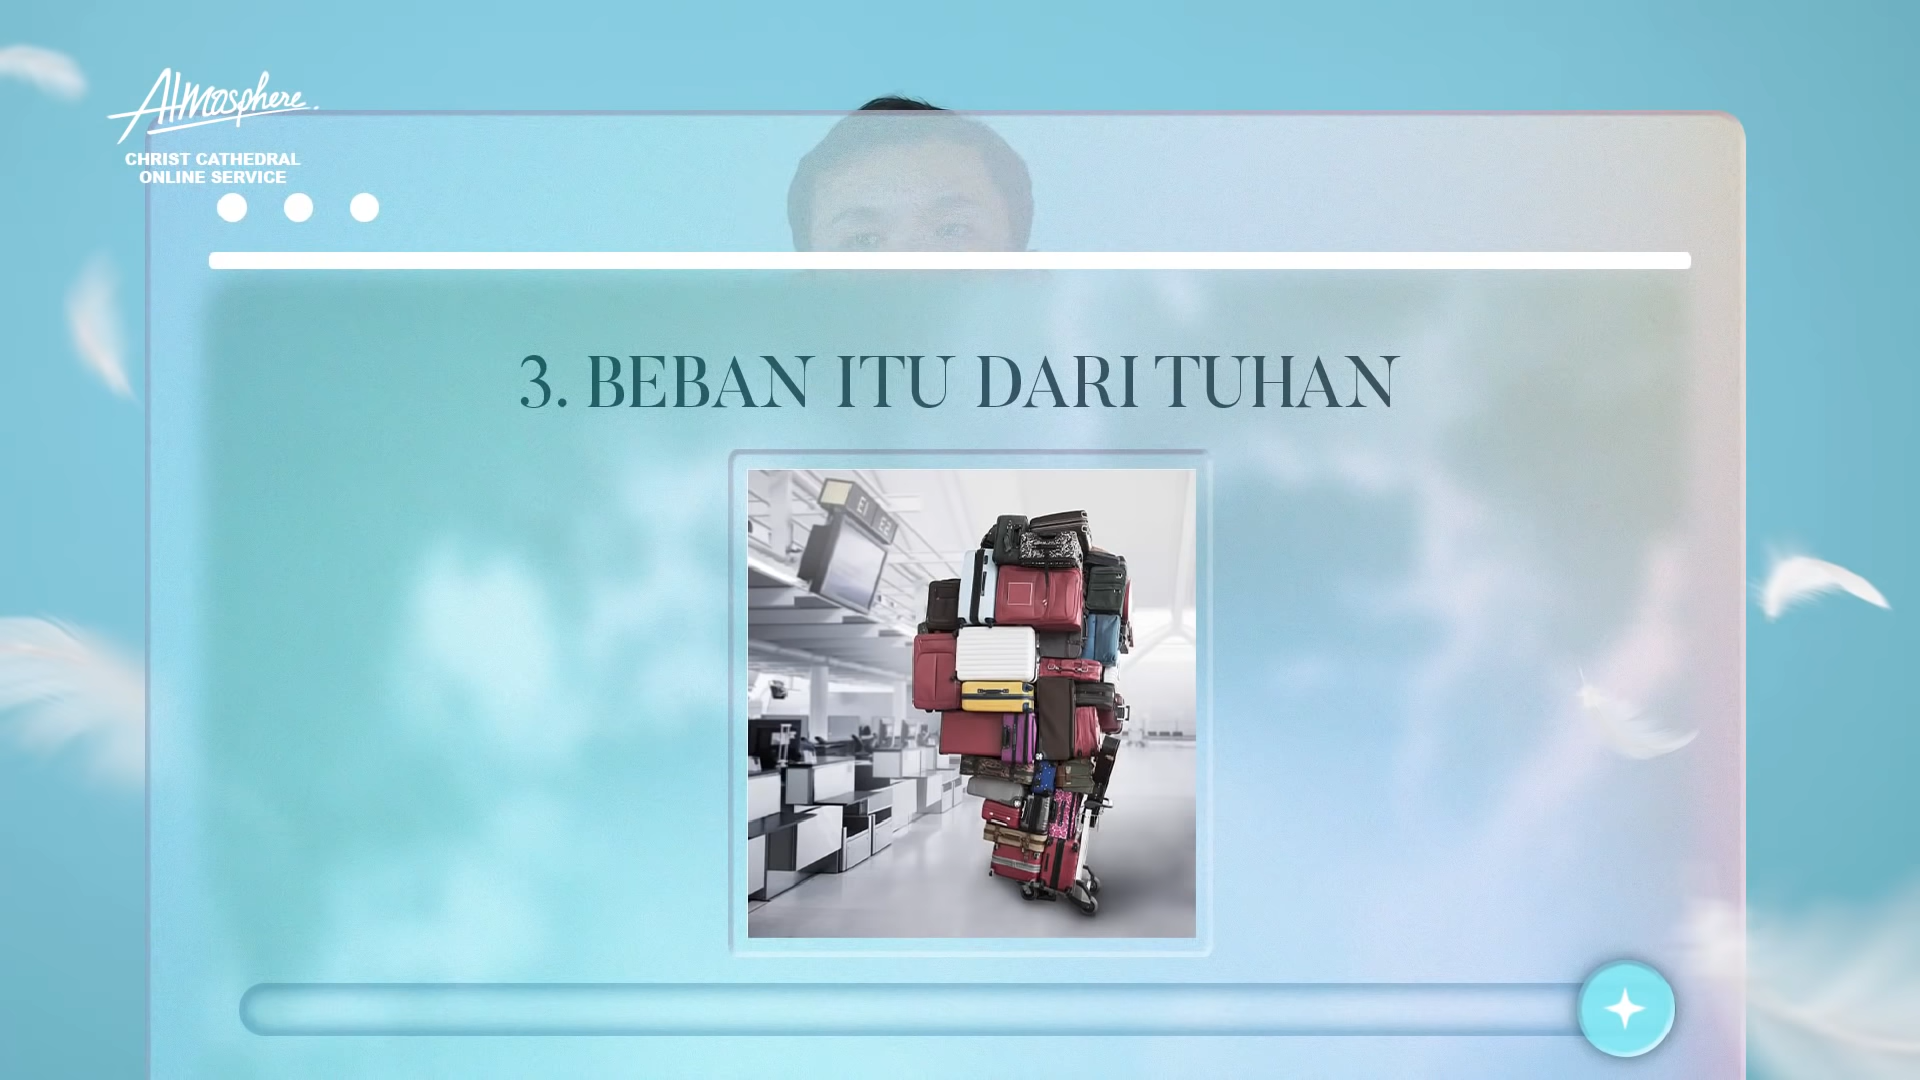 Atmosphere.
CHRIST CATHEDRAL
ONLINE SERVICE
3. BEBAN ITU DARI TUHAN